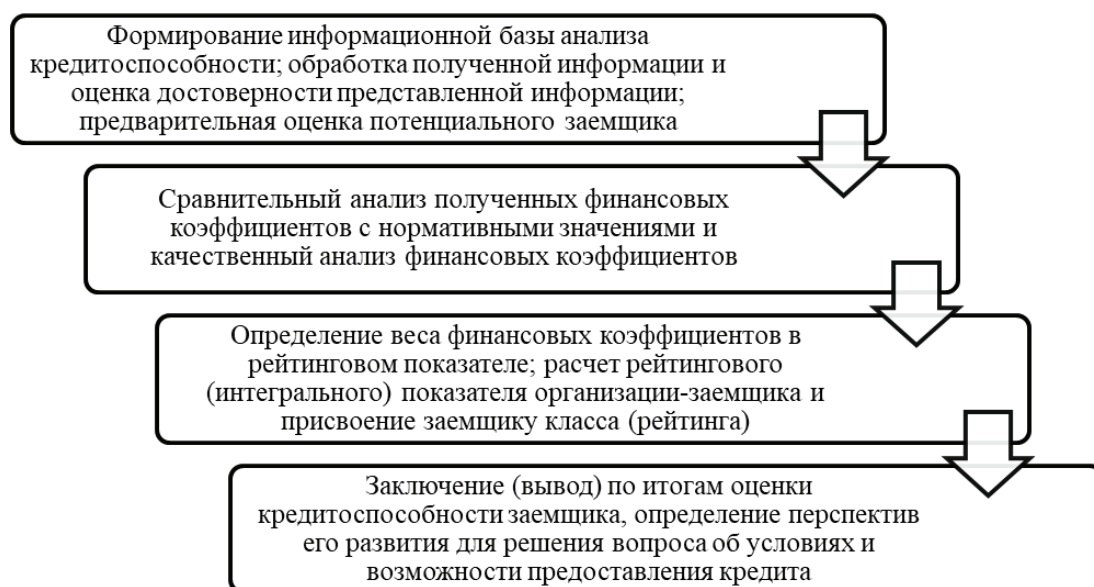 Формирование информационной базы анализа
кредитоспособности; обработка полученной информации и
оценка достоверности представленной информации;
предварительная оценка потенциального заемщика
Сравнительный анализ полученных финансовых
коэффициентов с нормативными значениями и
качественный анализ финансовых коэффициентов
Определение веса финансовых коэффициентов в
рейтинговом показателе; расчет рейтингового
(интегрального) показателя организации-заемщика и
присвоение заемщику класса (рейтинга)
Заключение (вывод) по итогам оценки
кредитоспособности заемщика, определение перспектив
его развития для решения вопроса об условиях и
возможности предоставления кредита